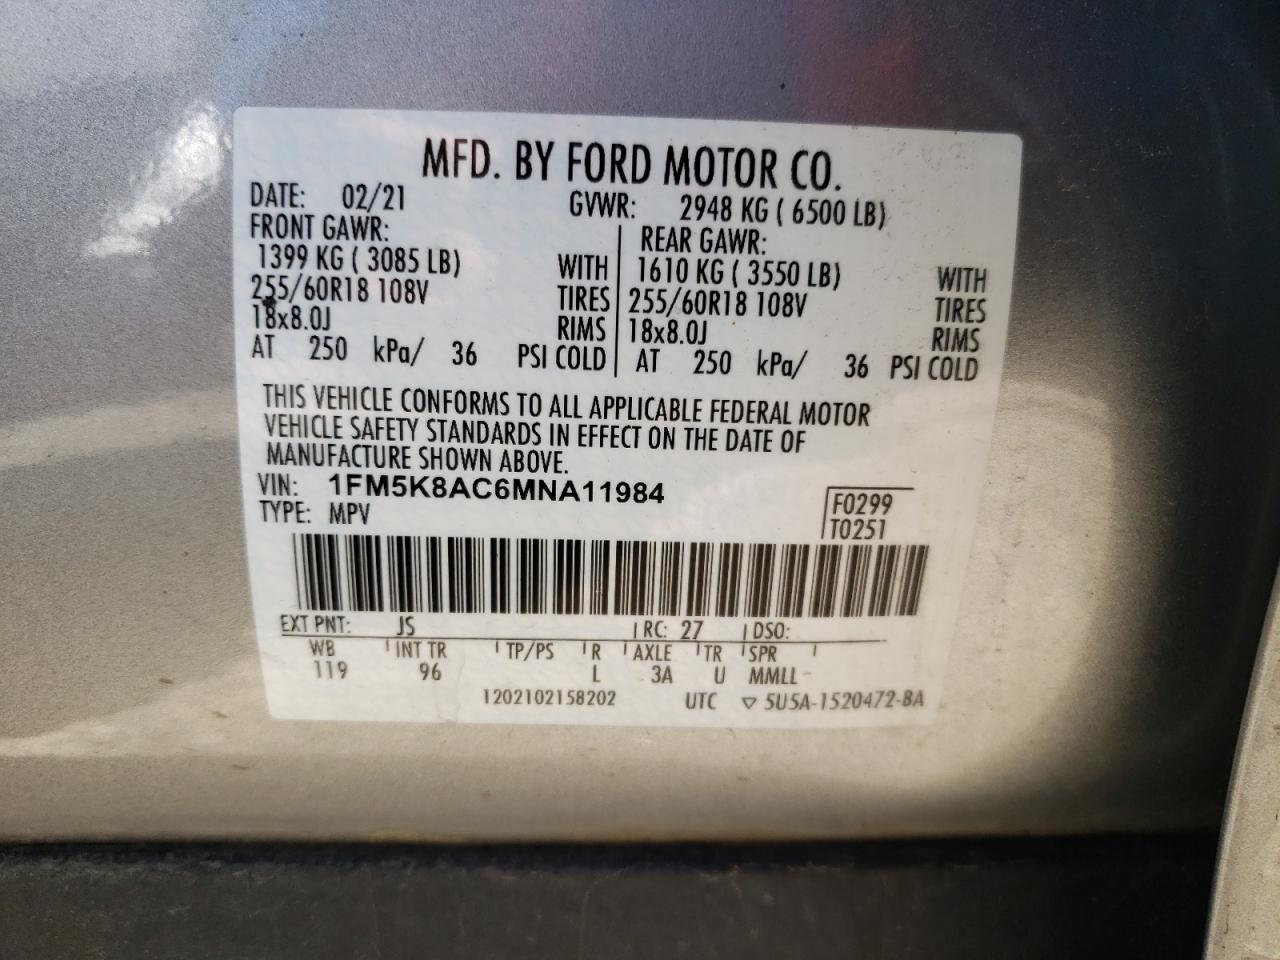 MFD. BY FORD MOTOR CO.
DATE: 02/21 GVWR: 2948 KG ( 6500 LB)
FRONT GAWR: REAR GAWR:
1399 KG ( 3085 LB) WITH 1610 KG ( 3550 LB) WITH
255/60R18 108V TIRES 255/60R18 108V TIRES
18x8.0J RIMS 18x8.0J RIMS
AT 250 kPa/ 36 PSI COLD AT 250 kPa/ 36 PSI COLD
THIS VEHICLE CONFORMS TO ALL APPLICABLE FEDERAL MOTOR
VEHICLE SAFETY STANDARDS IN EFFECT ON THE DATE OF
MANUFACTURE SHOWN ABOVE.
VIN: 1FM5K8AC6MNA11984
TYPE: MPV
F0299
T0251
EXT PNT: JS RC: 27 DSO:
WB INT TR TP/PS R AXLE TR SPR
119 96 L 3A U MMLL
1202102158202 UTC ▽ 5U5A-1520472-BA